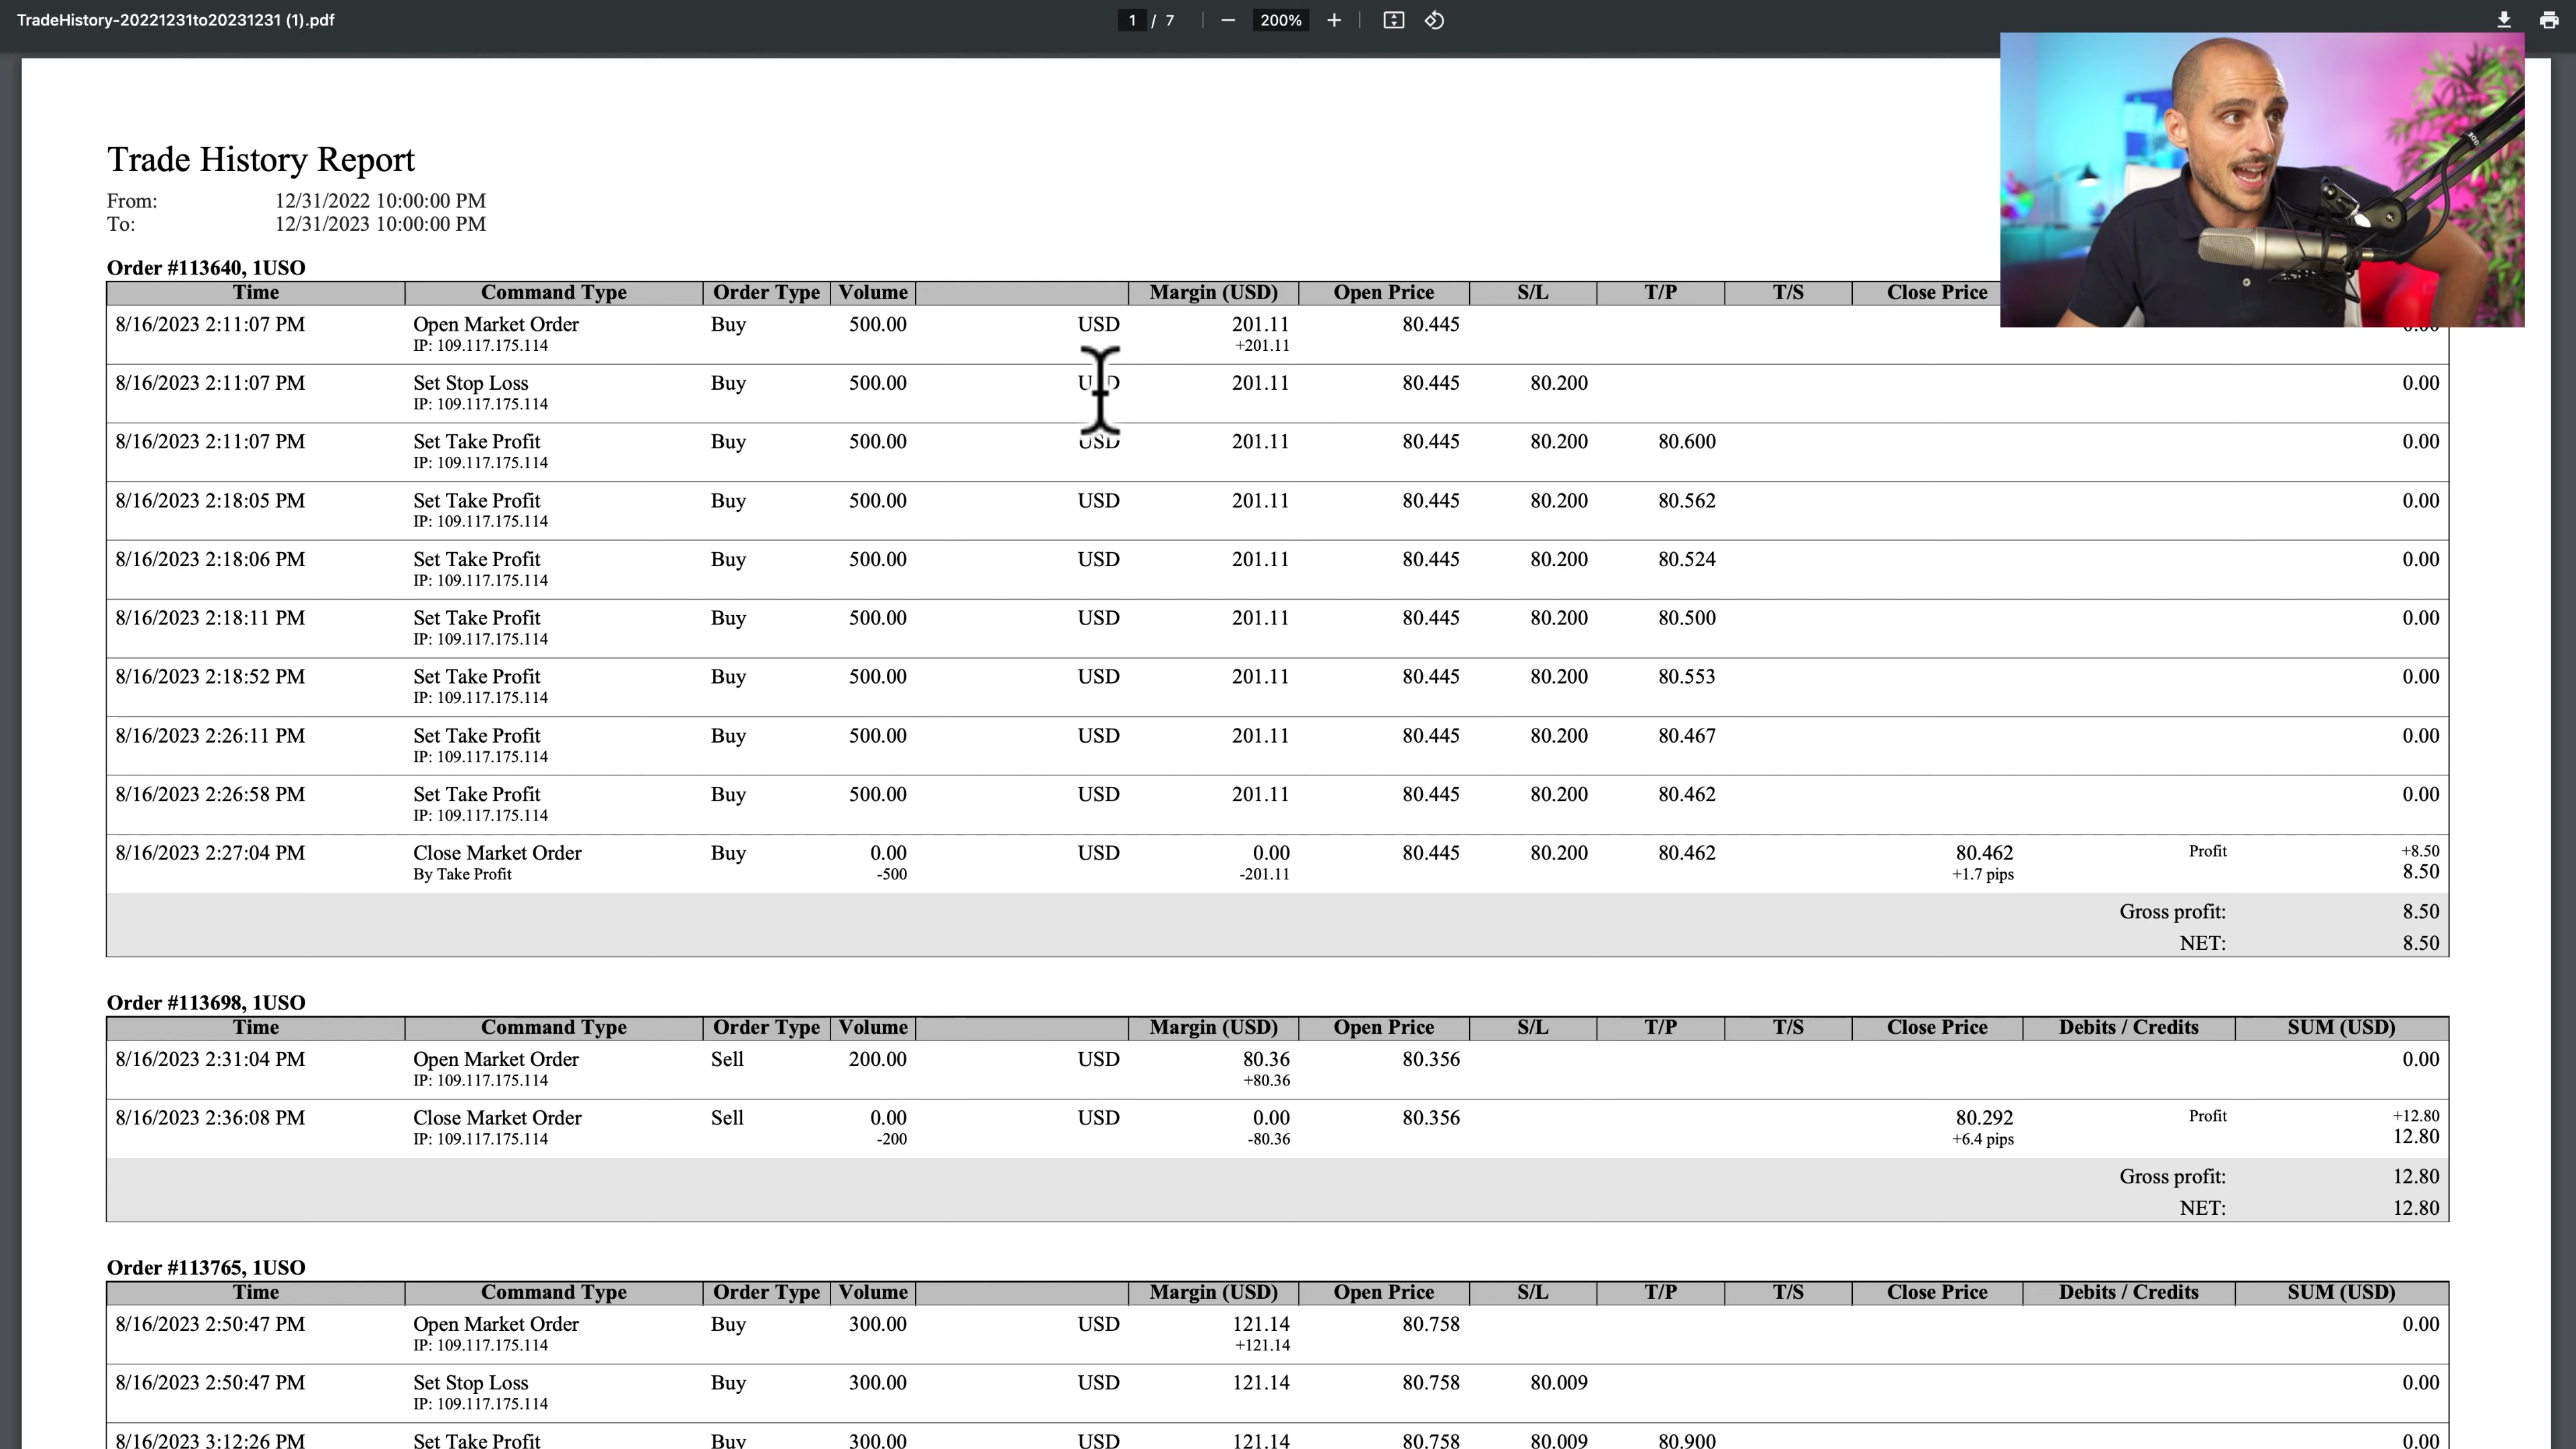 TradeHistory-20221231to20231231 (1).pdf 1 / 7 200%
Trade History Report
From: 12/31/2022 10:00:00 PM
To: 12/31/2023 10:00:00 PM
Order #113640, 1USO
Time Command Type Order Type Volume Margin (USD) Open Price S/L T/P T/S Close Price
8/16/2023 2:11:07 PM Open Market Order Buy 500.00 USD 201.11 80.445
IP: 109.117.175.114 +201.11
8/16/2023 2:11:07 PM Set Stop Loss Buy 500.00 USD 201.11 80.445 80.200 0.00
IP: 109.117.175.114
8/16/2023 2:11:07 PM Set Take Profit Buy 500.00 USD 201.11 80.445 80.200 80.600 0.00
IP: 109.117.175.114
8/16/2023 2:18:05 PM Set Take Profit Buy 500.00 USD 201.11 80.445 80.200 80.562 0.00
IP: 109.117.175.114
8/16/2023 2:18:06 PM Set Take Profit Buy 500.00 USD 201.11 80.445 80.200 80.524 0.00
IP: 109.117.175.114
8/16/2023 2:18:11 PM Set Take Profit Buy 500.00 USD 201.11 80.445 80.200 80.500 0.00
IP: 109.117.175.114
8/16/2023 2:18:52 PM Set Take Profit Buy 500.00 USD 201.11 80.445 80.200 80.553 0.00
IP: 109.117.175.114
8/16/2023 2:26:11 PM Set Take Profit Buy 500.00 USD 201.11 80.445 80.200 80.467 0.00
IP: 109.117.175.114
8/16/2023 2:26:58 PM Set Take Profit Buy 500.00 USD 201.11 80.445 80.200 80.462 0.00
IP: 109.117.175.114
8/16/2023 2:27:04 PM Close Market Order Buy 0.00 USD 0.00 80.445 80.200 80.462 80.462 Profit +8.50
By Take Profit -500 -201.11 +1.7 pips 8.50
Gross profit: 8.50
NET: 8.50
Order #113698, 1USO
Time Command Type Order Type Volume Margin (USD) Open Price S/L T/P T/S Close Price Debits / Credits SUM (USD)
8/16/2023 2:31:04 PM Open Market Order Sell 200.00 USD 80.36 80.356 0.00
IP: 109.117.175.114 +80.36
8/16/2023 2:36:08 PM Close Market Order Sell 0.00 USD 0.00 80.356 80.292 Profit +12.80
IP: 109.117.175.114 -200 -80.36 +6.4 pips 12.80
Gross profit: 12.80
NET: 12.80
Order #113765, 1USO
Time Command Type Order Type Volume Margin (USD) Open Price S/L T/P T/S Close Price Debits / Credits SUM (USD)
8/16/2023 2:50:47 PM Open Market Order Buy 300.00 USD 121.14 80.758 0.00
IP: 109.117.175.114 +121.14
8/16/2023 2:50:47 PM Set Stop Loss Buy 300.00 USD 121.14 80.758 80.009 0.00
IP: 109.117.175.114
8/16/2023 3:12:26 PM Set Take Profit Buy 300.00 USD 121.14 80.758 80.009 80.900 0.00